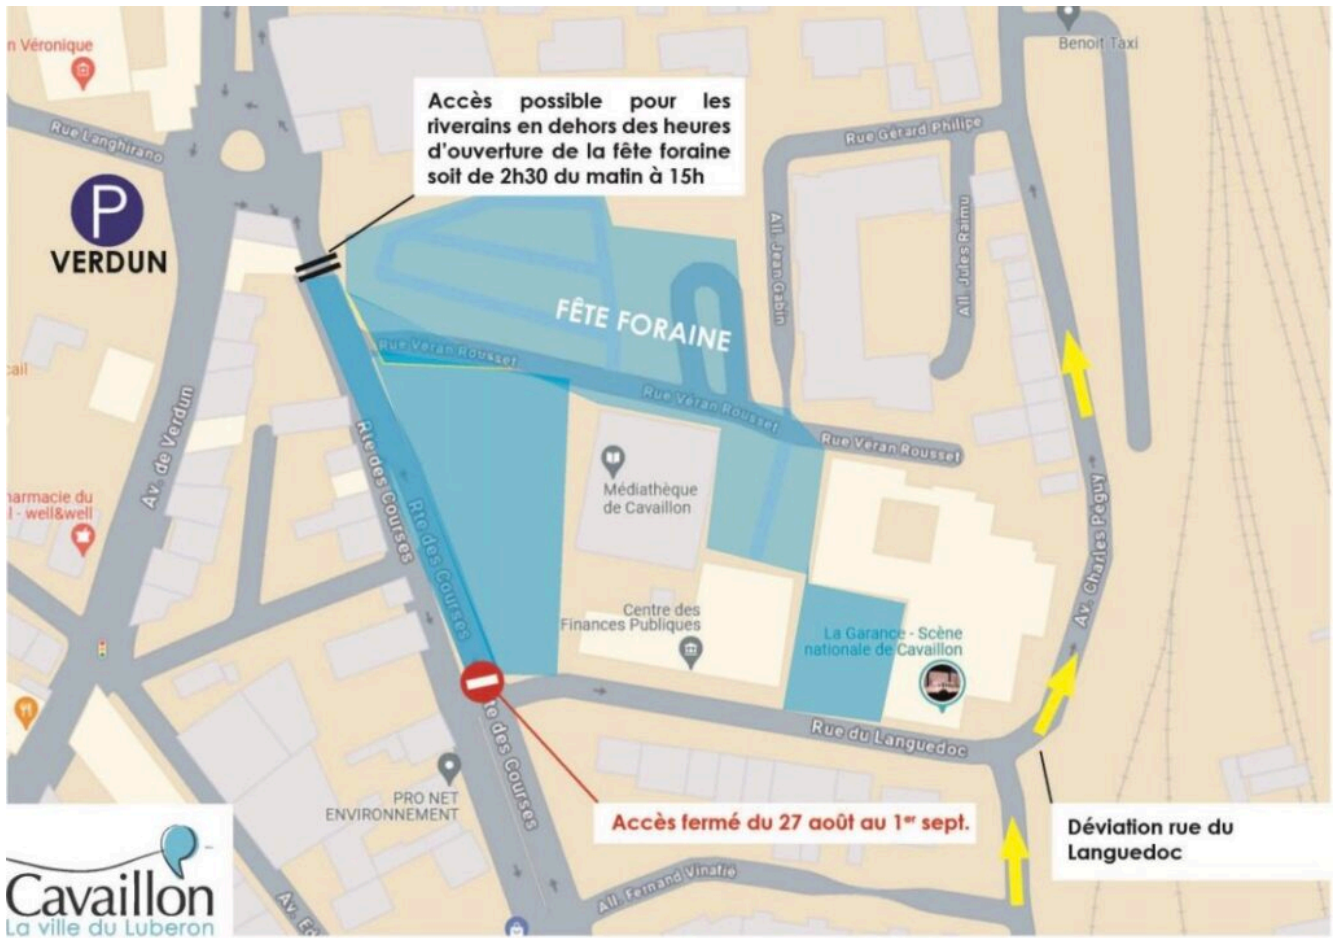 n Véronique
Benoit Taxi
Accès possible pour les
riverains en dehors des heures
d'ouverture de la fête foraine
soit de 2h30 du matin à 15h
Rue Langhirano
Rue Gérard Philipe
P
VERDUN
All. Jean Gabin
All. Jules Raimu
FÊTE FORAINE
Rue Véran Rousset
Rue Véran Rousset
Rue Véran Rousset
Av. de Verdun
Rte des Courses
Rte des Courses
Médiathèque
de Cavaillon
harmacie du
l - well&well
Av. Charles Péguy
Centre des
Finances Publiques
La Garance - Scène
nationale de Cavaillon
te des Courses
Rue du Languedoc
PRO NET
ENVIRONNEMENT
Accès fermé du 27 août au 1er sept.
Déviation rue du
Languedoc
All. Fernand Vinatié
Cavaillon
La ville du Luberon